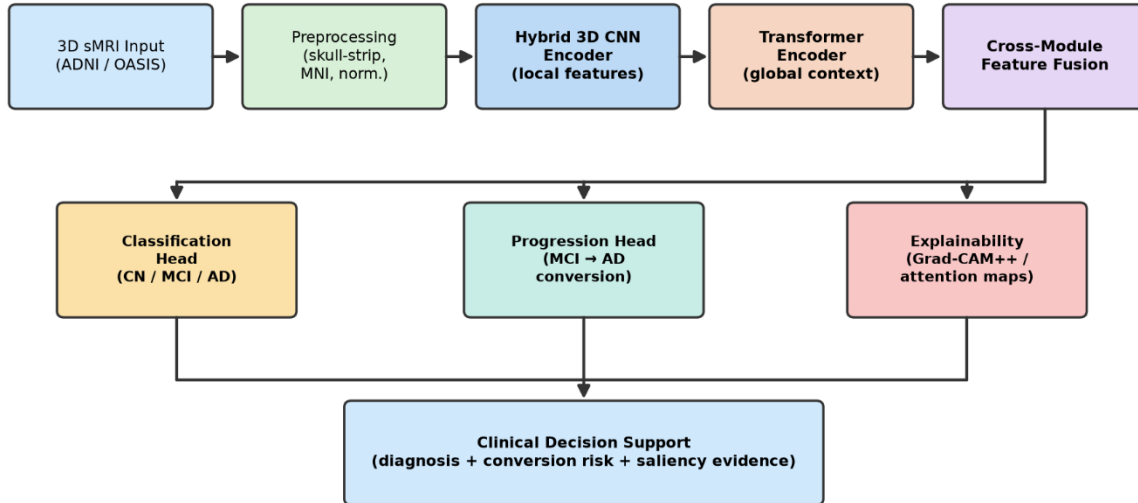 3D sMRI Input
(ADNI / OASIS)
Preprocessing
(skull-strip,
MNI, norm.)
Hybrid 3D CNN
Encoder
(local features)
Transformer
Encoder
(global context)
Cross-Module
Feature Fusion
Classification
Head
(CN / MCI / AD)
Progression Head
(MCI → AD
conversion)
Explainability
(Grad-CAM++ /
attention maps)
Clinical Decision Support
(diagnosis + conversion risk + saliency evidence)